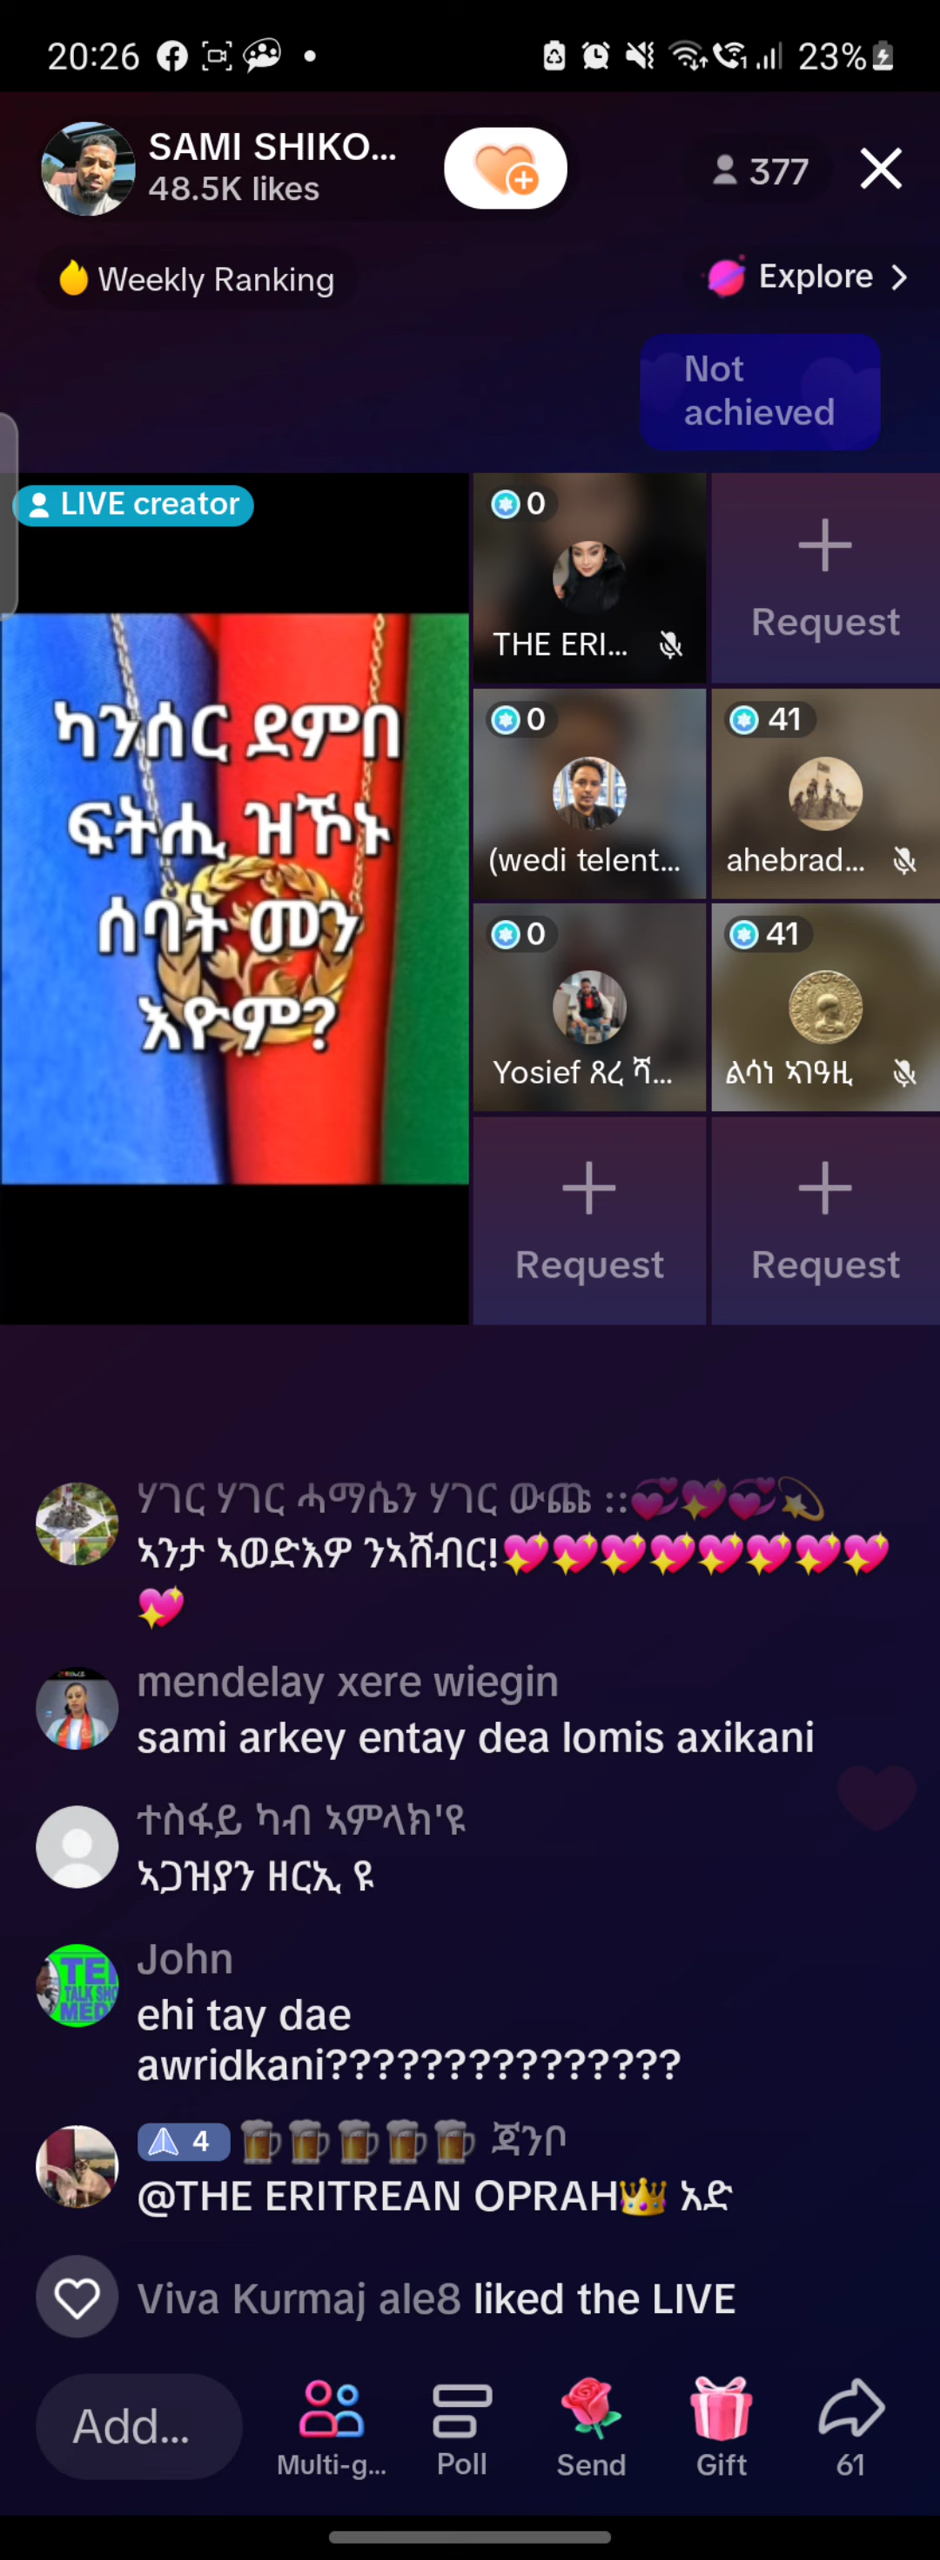 20:26
23%
SAMI SHIKO...
48.5K likes
377
Weekly Ranking
Explore
Not
achieved
LIVE creator
ካንሰር ደምበ
ፍትሒ ዝኾኑ
ሰባት መን
እዮም?
0
THE ERI...
Request
0
(wedi telent...
41
ahebrad...
0
Yosief ጸረ ሻ...
41
ልሳነ ኣግዓዚ
Request
Request
ሃገር ሃገር ሓማሴን ሃገር ውጩ ::💞💖💞💫
ኣንታ ኣወድእዎ ንኣሸብር!💖💖💖💖💖💖💖💖
💖
mendelay xere wiegin
sami arkey entay dea lomis axikani
ተስፋይ ካብ ኣምላክ'ዩ
ኣጋዝያን ዘርኢ ዩ
John
ehi tay dae
awridkani???????????????
4 🍺🍺🍺🍺🍺 ጃንቦ
@THE ERITREAN OPRAH👑 አድ
Viva Kurmaj ale8 liked the LIVE
Add...
Multi-g...
Poll
Send
Gift
61